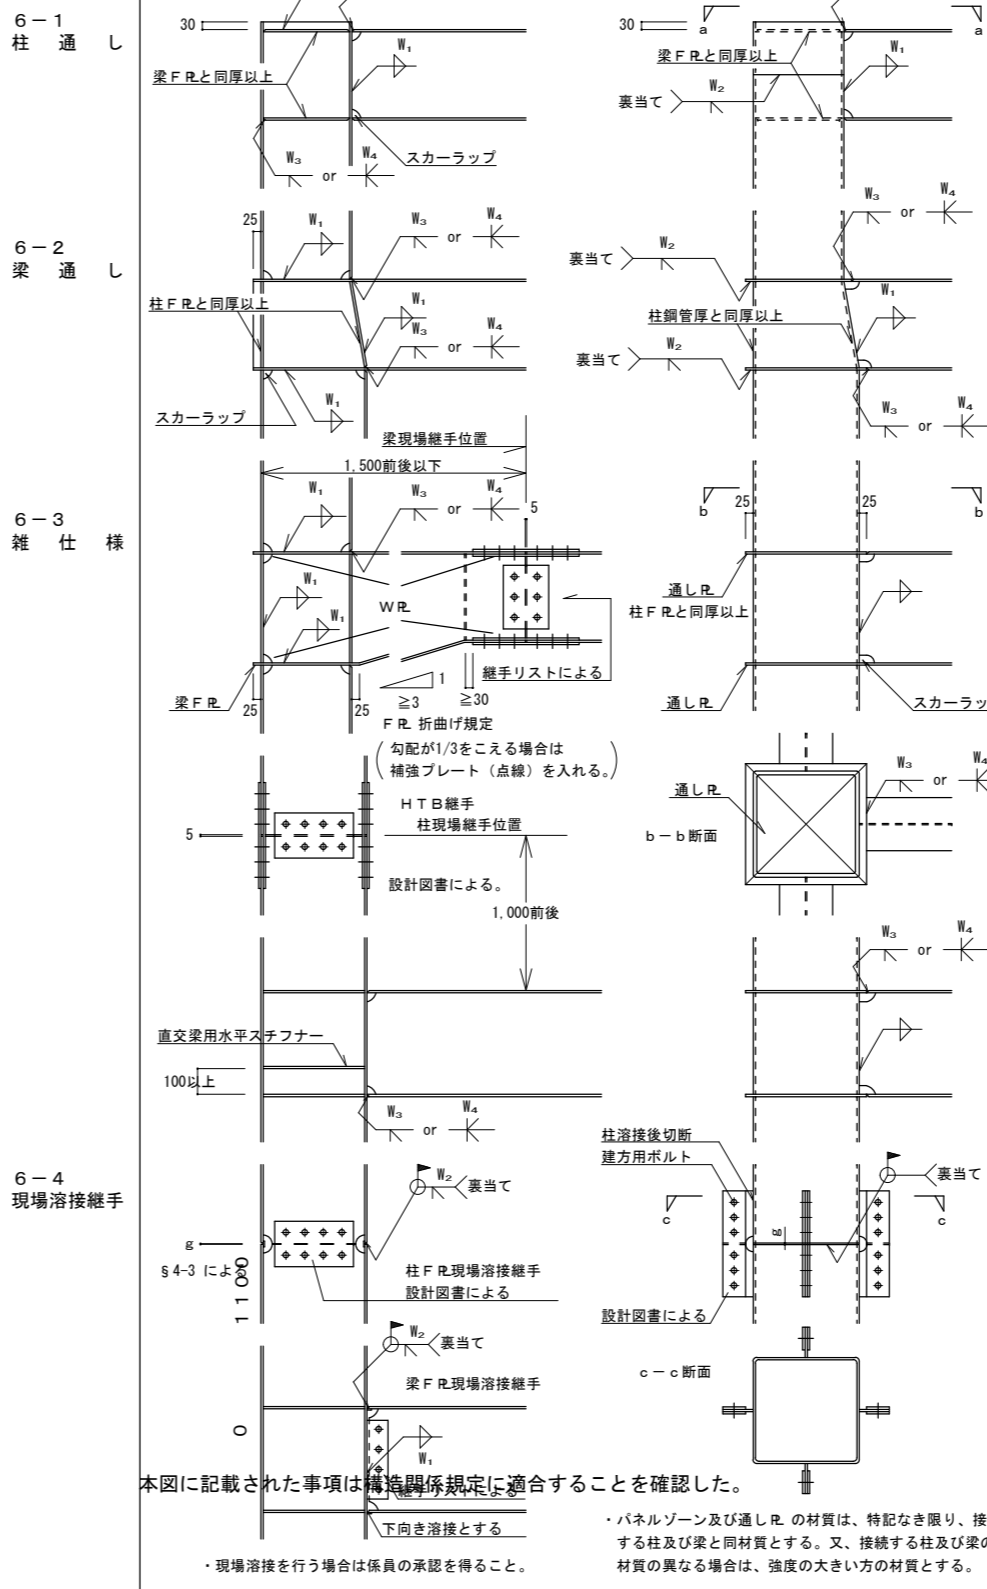 6－1
柱 通 し
30
梁FPLと同厚以上
W₁
スカーラップ
W₃ or W₄
30
a a
梁FPLと同厚以上
W₁
裏当て W₂
6－2
梁 通 し
25
W₁
W₃ or W₄
柱FPLと同厚以上
W₁
W₃ or W₄
スカーラップ
W₁
裏当て W₂
W₃ or W₄
柱鋼管厚と同厚以上
W₁
裏当て W₂
W₃ or W₄
6－3
雑 仕 様
梁現場継手位置
1,500前後以下
W₁
W₃ or W₄
5
W₁
WPL
W₁
継手リストによる
梁FPL
25 25
1
≧3
≧30
FPL 折曲げ規定
(勾配が1/3をこえる場合は
補強プレート（点線）を入れる。)
b b
25 25
通しPL
柱FPLと同厚以上
通しPL
スカーラッ
5
HTB継手
柱現場継手位置
設計図書による。
1,000前後
通しPL
W₃ or W₄
b－b断面
直交梁用水平スチフナー
100以上
W₃ or W₄
W₃ or W₄
6－4
現場溶接継手
W₂ 裏当て
g
§4-3 による
1100
柱FPL現場溶接継手
設計図書による
柱溶接後切断
建方用ボルト
裏当て
c c
g
設計図書による
W₂ 裏当て
梁FPL現場溶接継手
0
W₁
c－c断面
本図に記載された事項は構造関係規定に適合することを確認した。
継手リストによる
下向き溶接とする
・現場溶接を行う場合は係員の承認を得ること。
・パネルゾーン及び通しPL の材質は、特記なき限り、接
する柱及び梁と同材質とする。又、接続する柱及び梁の
材質の異なる場合は、強度の大きい方の材質とする。